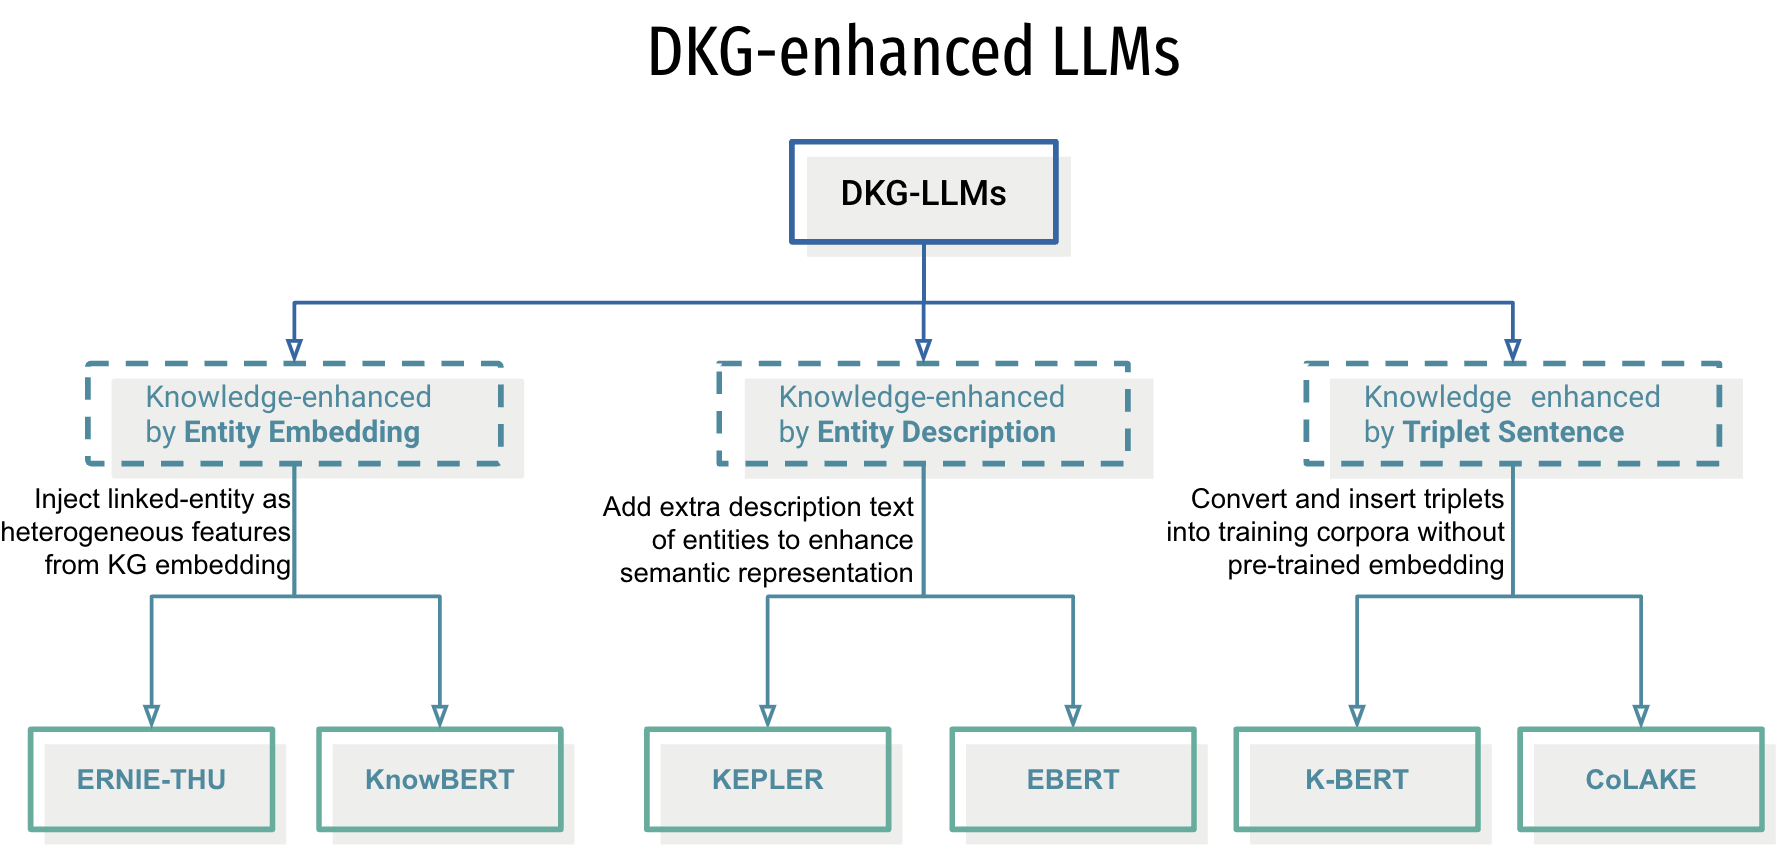 DKG-enhanced LLMs
DKG-LLMs
Knowledge-enhanced
by Entity Embedding
Knowledge-enhanced
by Entity Description
Knowledge enhanced
by Triplet Sentence
Inject linked-entity as
heterogeneous features
from KG embedding
Add extra description text
of entities to enhance
semantic representation
Convert and insert triplets
into training corpora without
pre-trained embedding
ERNIE-THU
KnowBERT
KEPLER
EBERT
K-BERT
CoLAKE